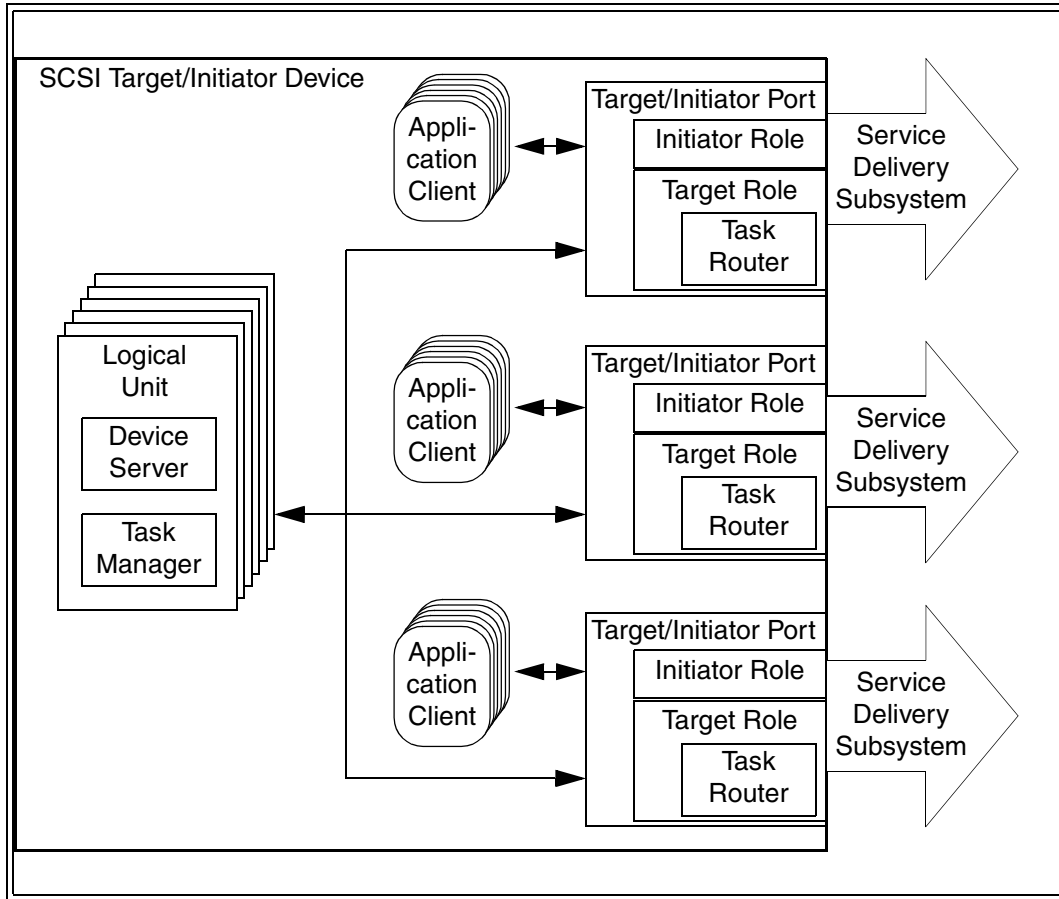 SCSI Target/Initiator Device
Appli-
cation
Client
Target/Initiator Port
Initiator Role
Target Role
Task
Router
Service
Delivery
Subsystem
Logical
Unit
Device
Server
Task
Manager
Appli-
cation
Client
Target/Initiator Port
Initiator Role
Target Role
Task
Router
Service
Delivery
Subsystem
Appli-
cation
Client
Target/Initiator Port
Initiator Role
Target Role
Task
Router
Service
Delivery
Subsystem